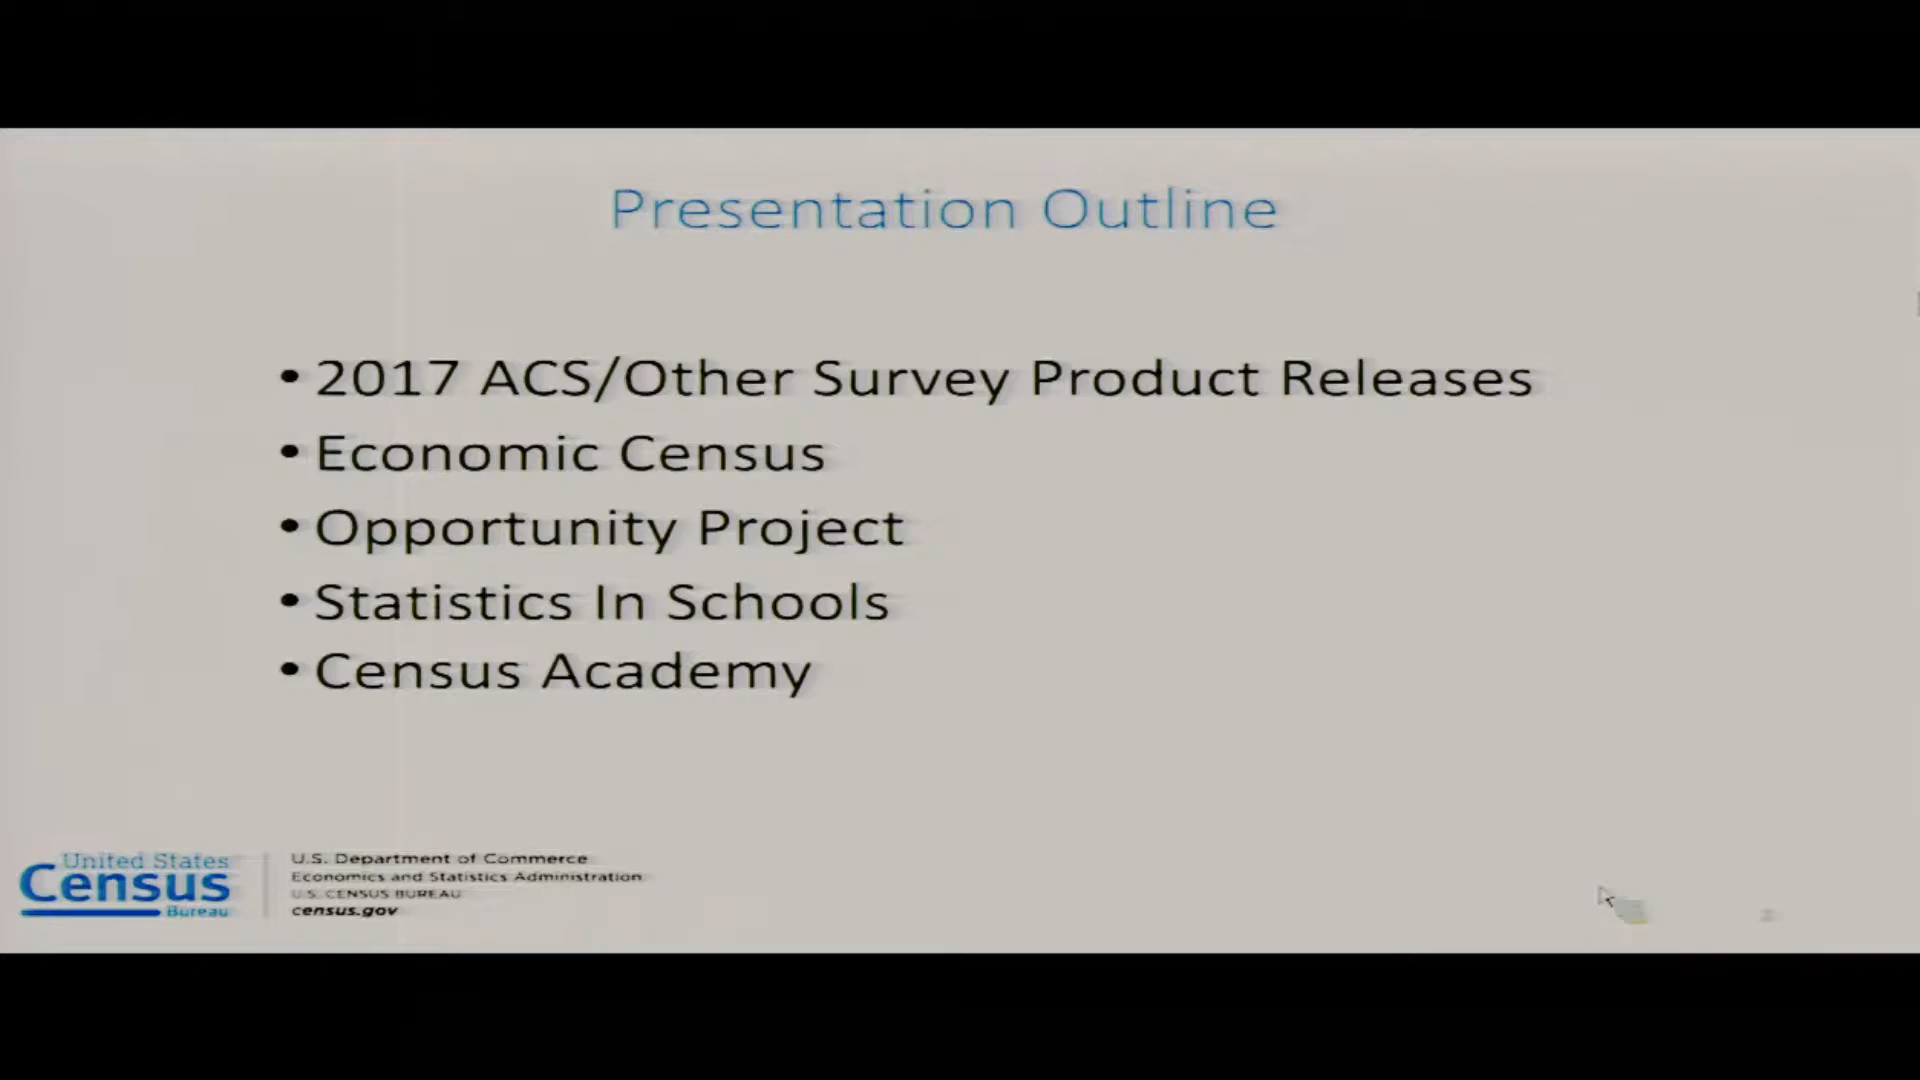 Presentation Outline
• 2017 ACS/Other Survey Product Releases
• Economic Census
• Opportunity Project
• Statistics In Schools
• Census Academy
United States
Census
Bureau
U.S. Department of Commerce
Economics and Statistics Administration
U.S. CENSUS BUREAU
census.gov